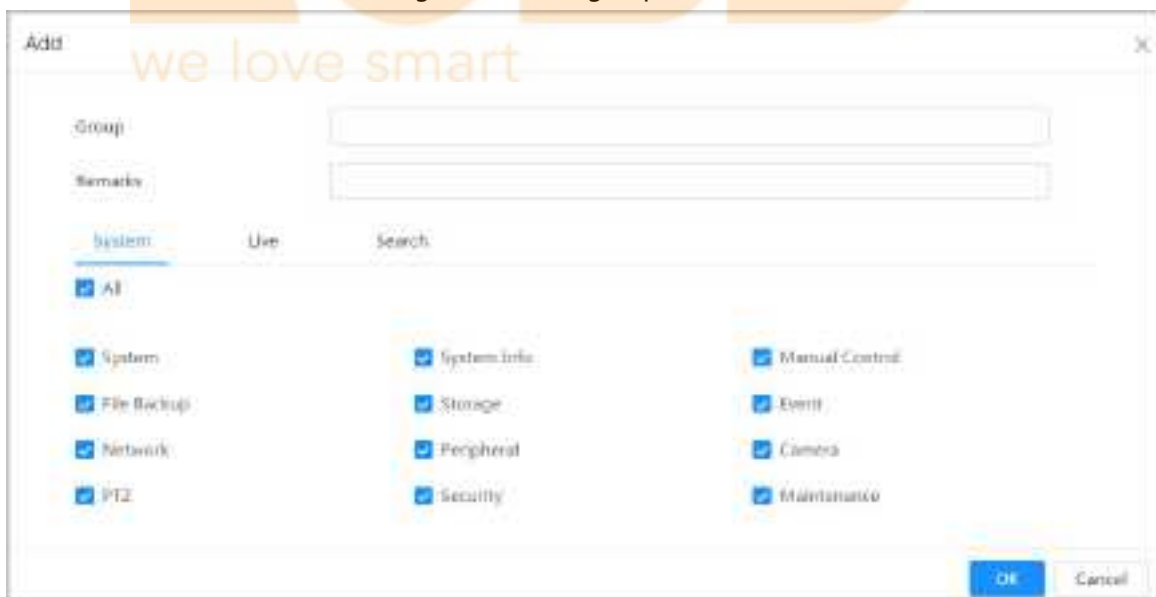 Add
we love smart
Group
Remarks
System Live Search
All
System System Info Manual Control
File Backup Storage Event
Network Peripheral Camera
PTZ Security Maintenance
OK Cancel